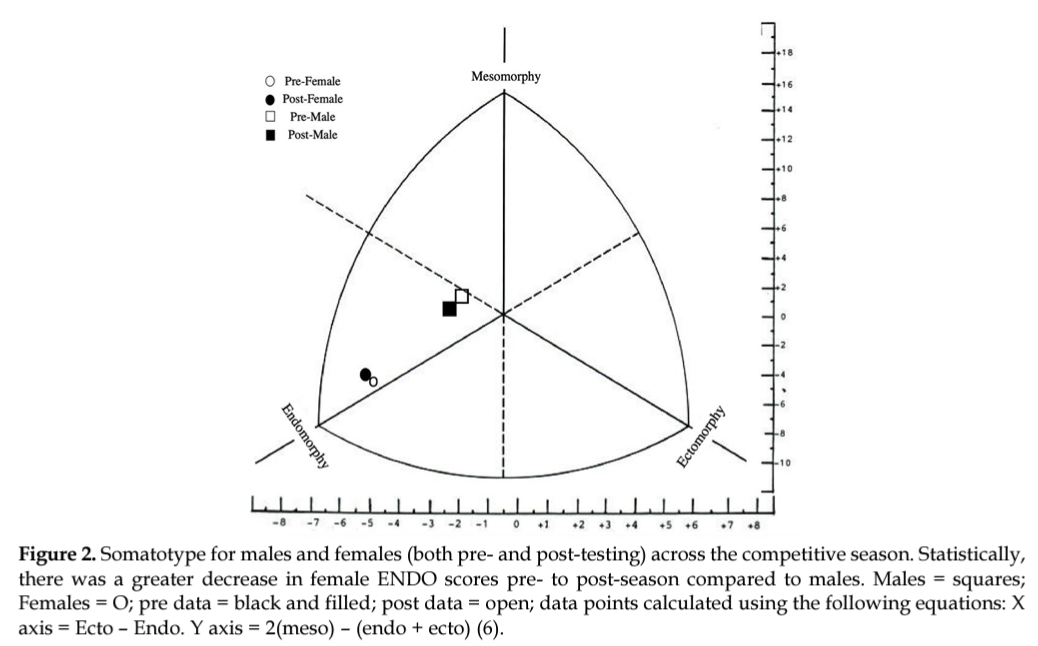 Mesomorphy
Pre-Female
Post-Female
Pre-Male
Post-Male
+18
+16
+14
+12
+10
+8
+6
+4
+2
0
-2
-4
-6
-8
-10
Endomorphy
Ectomorphy
-8 -7 -6 -5 -4 -3 -2 -1 0 +1 +2 +3 +4 +5 +6 +7 +8
Figure 2. Somatotype for males and females (both pre- and post-testing) across the competitive season. Statistically,
there was a greater decrease in female ENDO scores pre- to post-season compared to males. Males = squares;
Females = O; pre data = black and filled; post data = open; data points calculated using the following equations: X
axis = Ecto – Endo. Y axis = 2(meso) – (endo + ecto) (6).